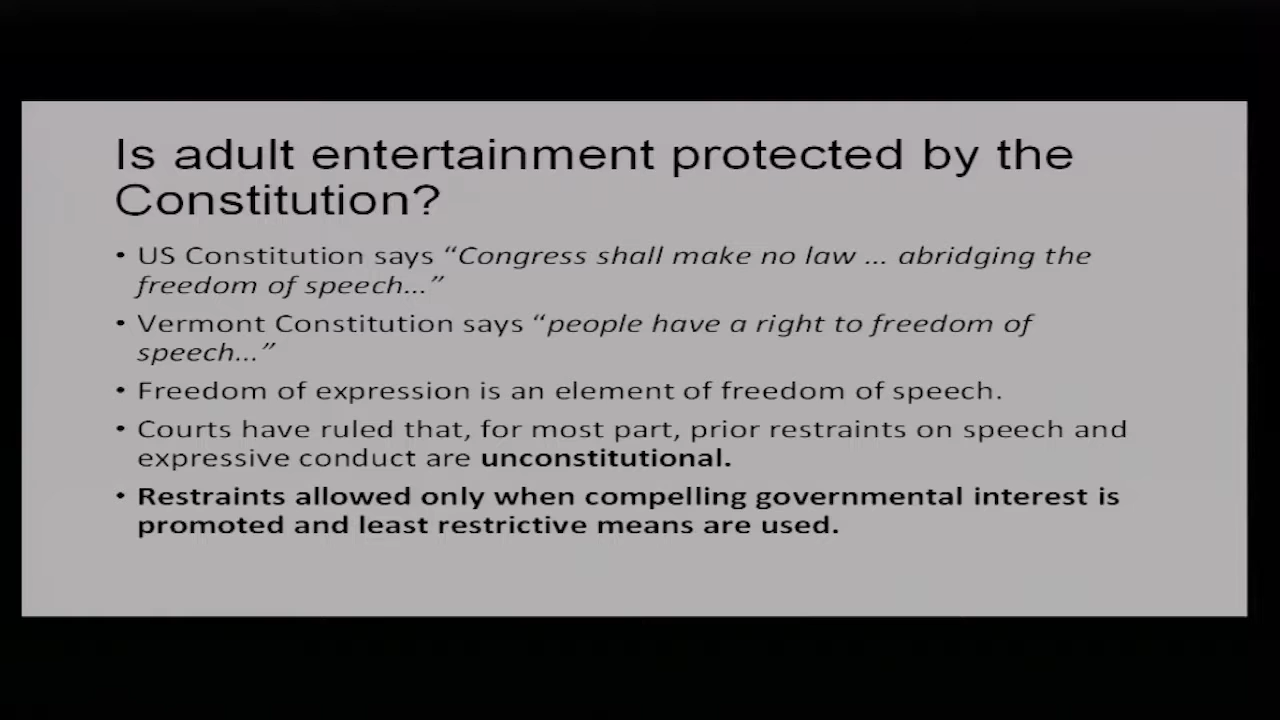 Is adult entertainment protected by the
Constitution?
• US Constitution says “Congress shall make no law ... abridging the
freedom of speech...”
• Vermont Constitution says “people have a right to freedom of
speech...”
• Freedom of expression is an element of freedom of speech.
• Courts have ruled that, for most part, prior restraints on speech and
expressive conduct are unconstitutional.
• Restraints allowed only when compelling governmental interest is
promoted and least restrictive means are used.